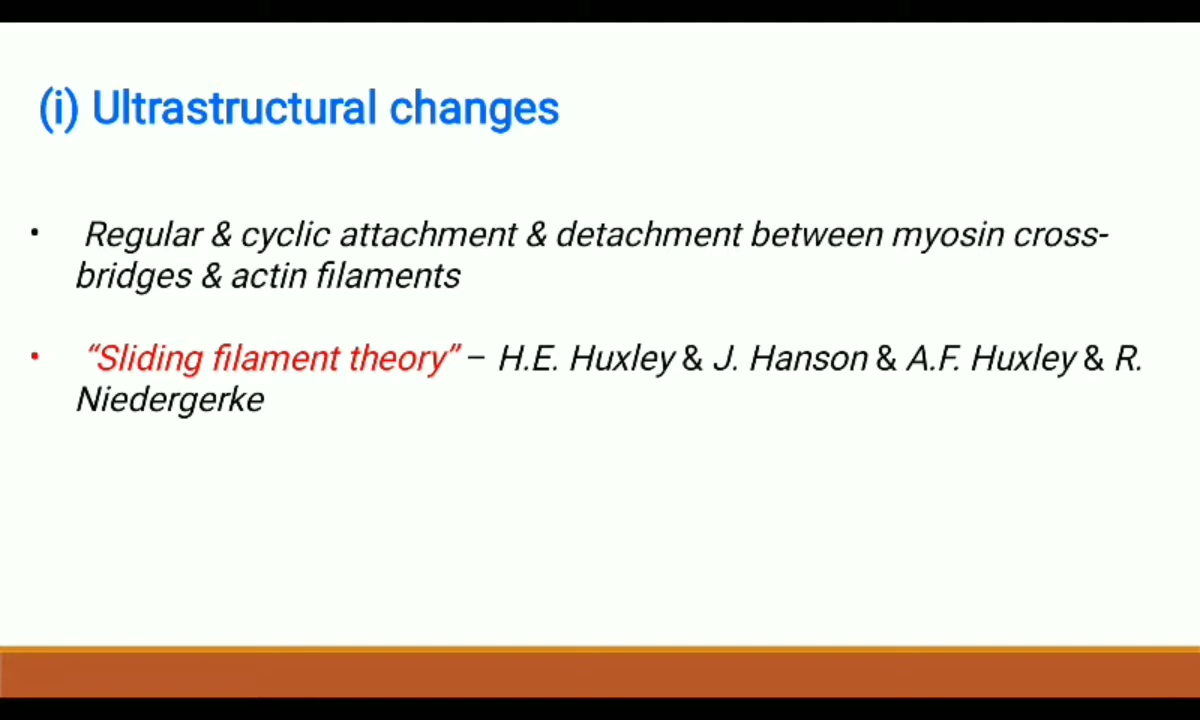 (i) Ultrastructural changes
• Regular & cyclic attachment & detachment between myosin cross-
bridges & actin filaments
• “Sliding filament theory” – H.E. Huxley & J. Hanson & A.F. Huxley & R.
Niedergerke